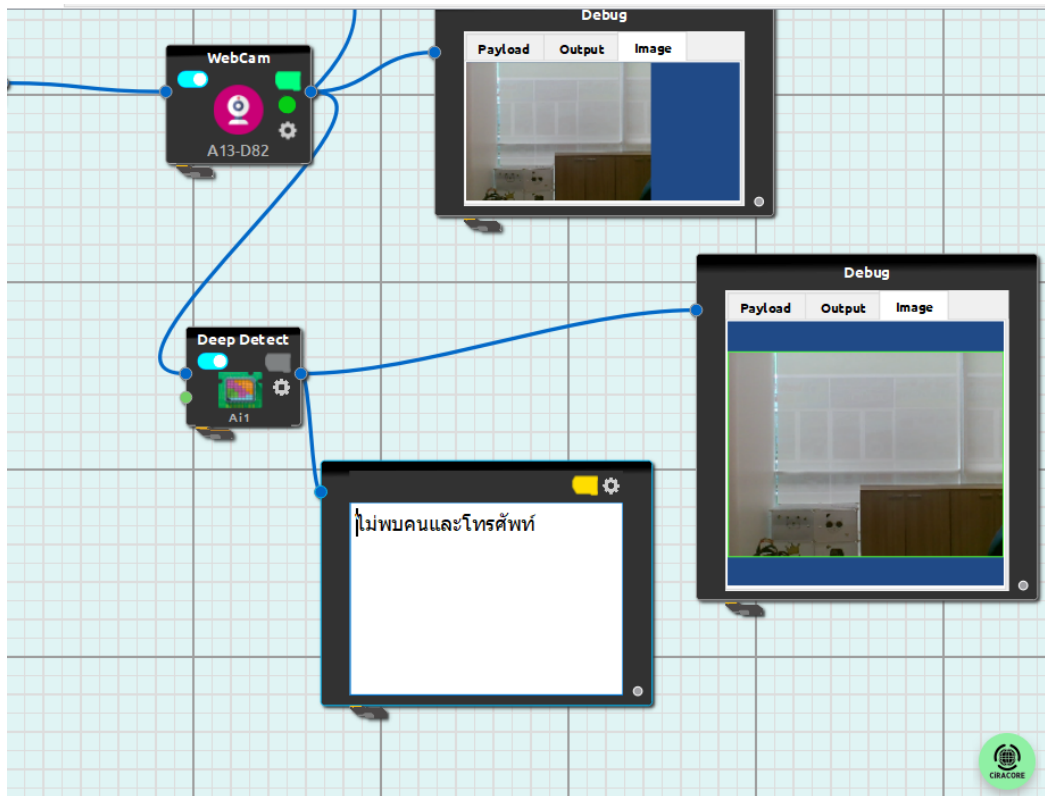 Debug
WebCam
Payload Output Image
A13-D82
Debug
Payload Output Image
Deep Detect
Ai1
ไม่พบคนและโทรศัพท์
CiRACORE